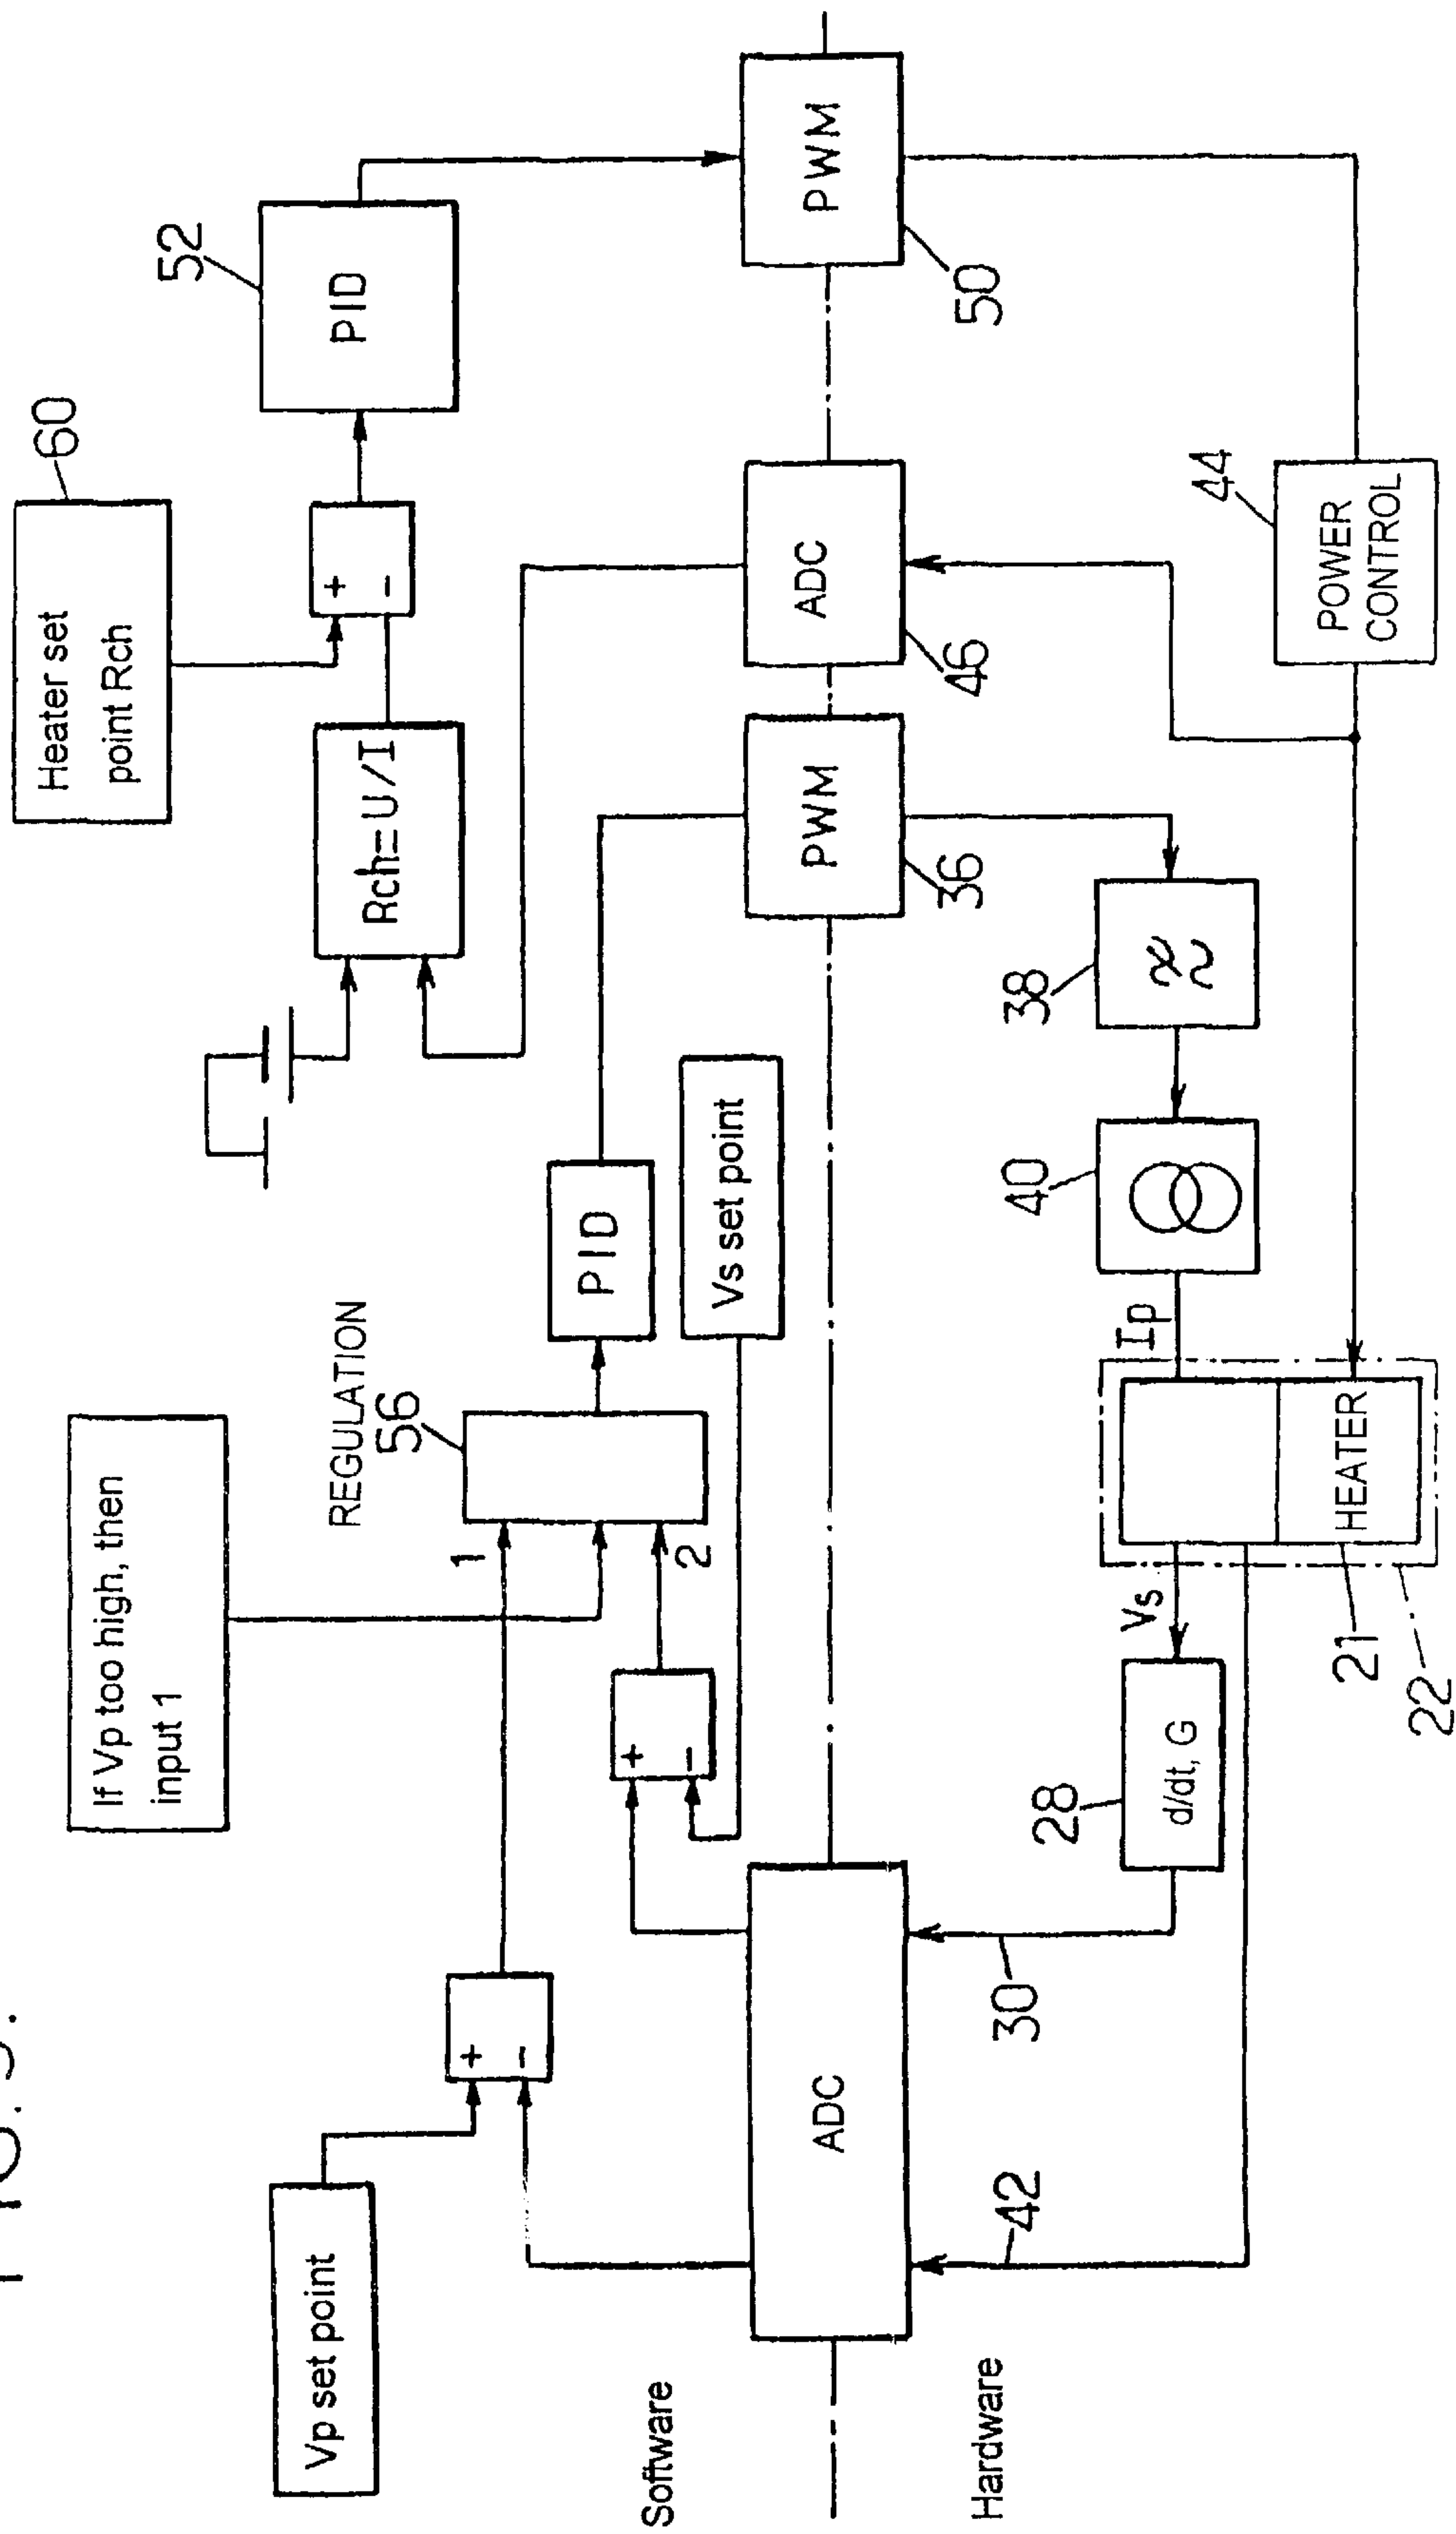 Heater set
point Rch
60
52
PID
+
-
Rch=U/I
If Vp too high, then
input 1
REGULATION
56
1
2
PID
Vs set point
+
-
Vp set point
+
-
Software
Hardware
ADC
PWM
36
ADC
46
PWM
50
42
30
28
d/dt, G
Vs
Ip
40
38
44
POWER
CONTROL
HEATER
21
22